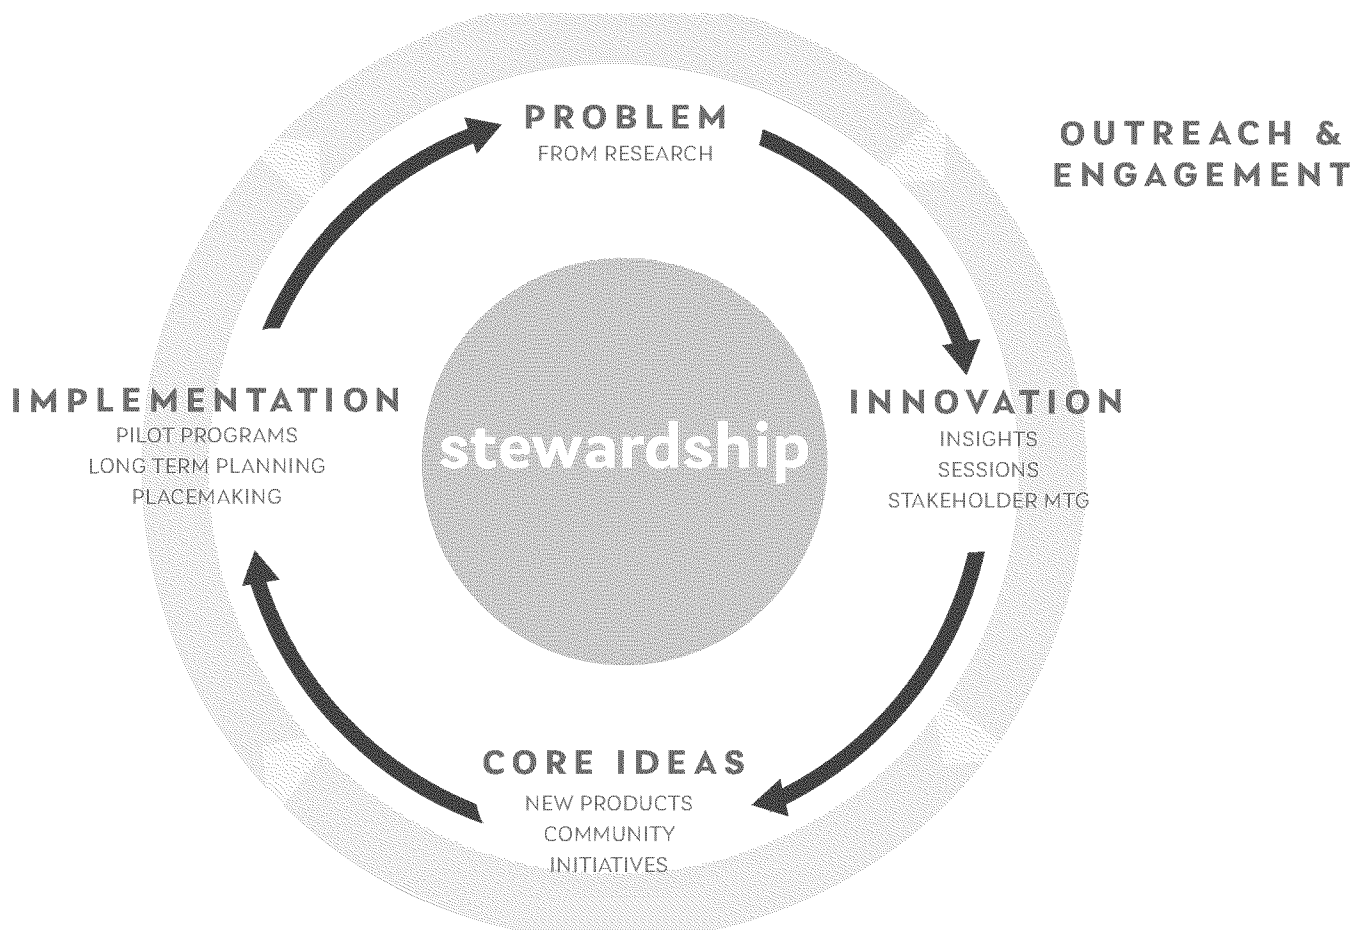 PROBLEM
FROM RESEARCH
OUTREACH &
ENGAGEMENT
IMPLEMENTATION
PILOT PROGRAMS
LONG TERM PLANNING
PLACEMAKING
stewardship
INNOVATION
INSIGHTS
SESSIONS
STAKEHOLDER MTG
CORE IDEAS
NEW PRODUCTS
COMMUNITY
INITIATIVES